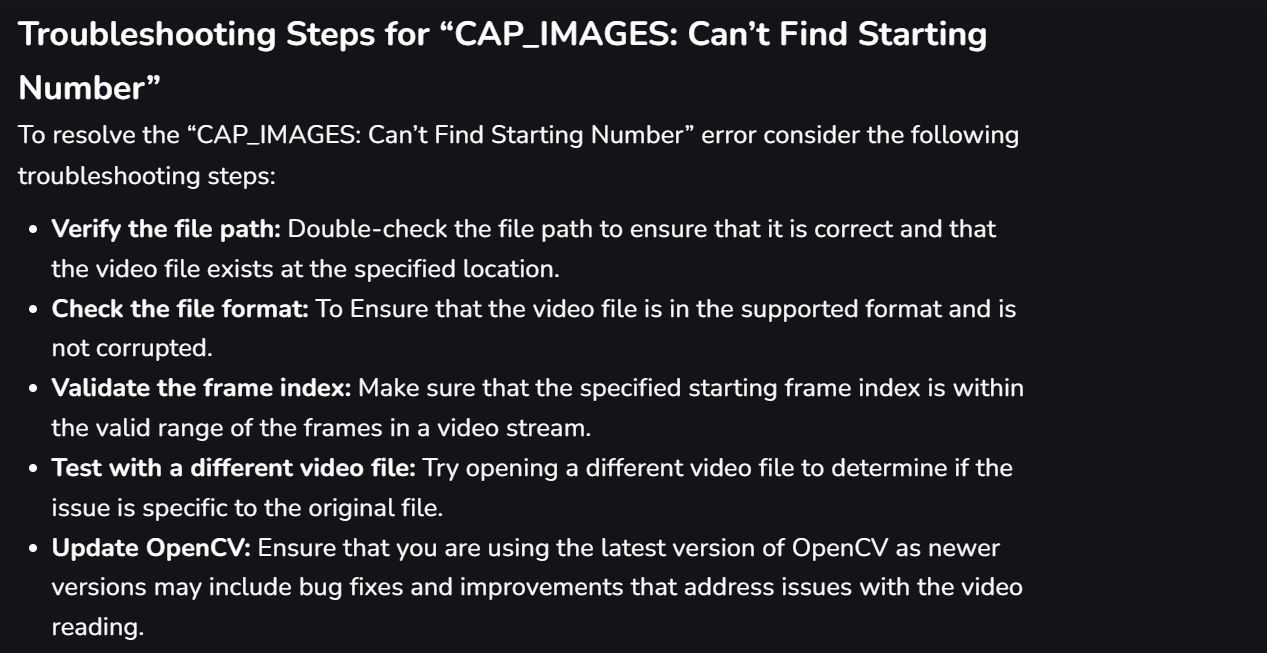 Troubleshooting Steps for “CAP_IMAGES: Can’t Find Starting
Number”
To resolve the “CAP_IMAGES: Can’t Find Starting Number” error consider the following
troubleshooting steps:
• Verify the file path: Double-check the file path to ensure that it is correct and that
the video file exists at the specified location.
• Check the file format: To Ensure that the video file is in the supported format and is
not corrupted.
• Validate the frame index: Make sure that the specified starting frame index is within
the valid range of the frames in a video stream.
• Test with a different video file: Try opening a different video file to determine if the
issue is specific to the original file.
• Update OpenCV: Ensure that you are using the latest version of OpenCV as newer
versions may include bug fixes and improvements that address issues with the video
reading.